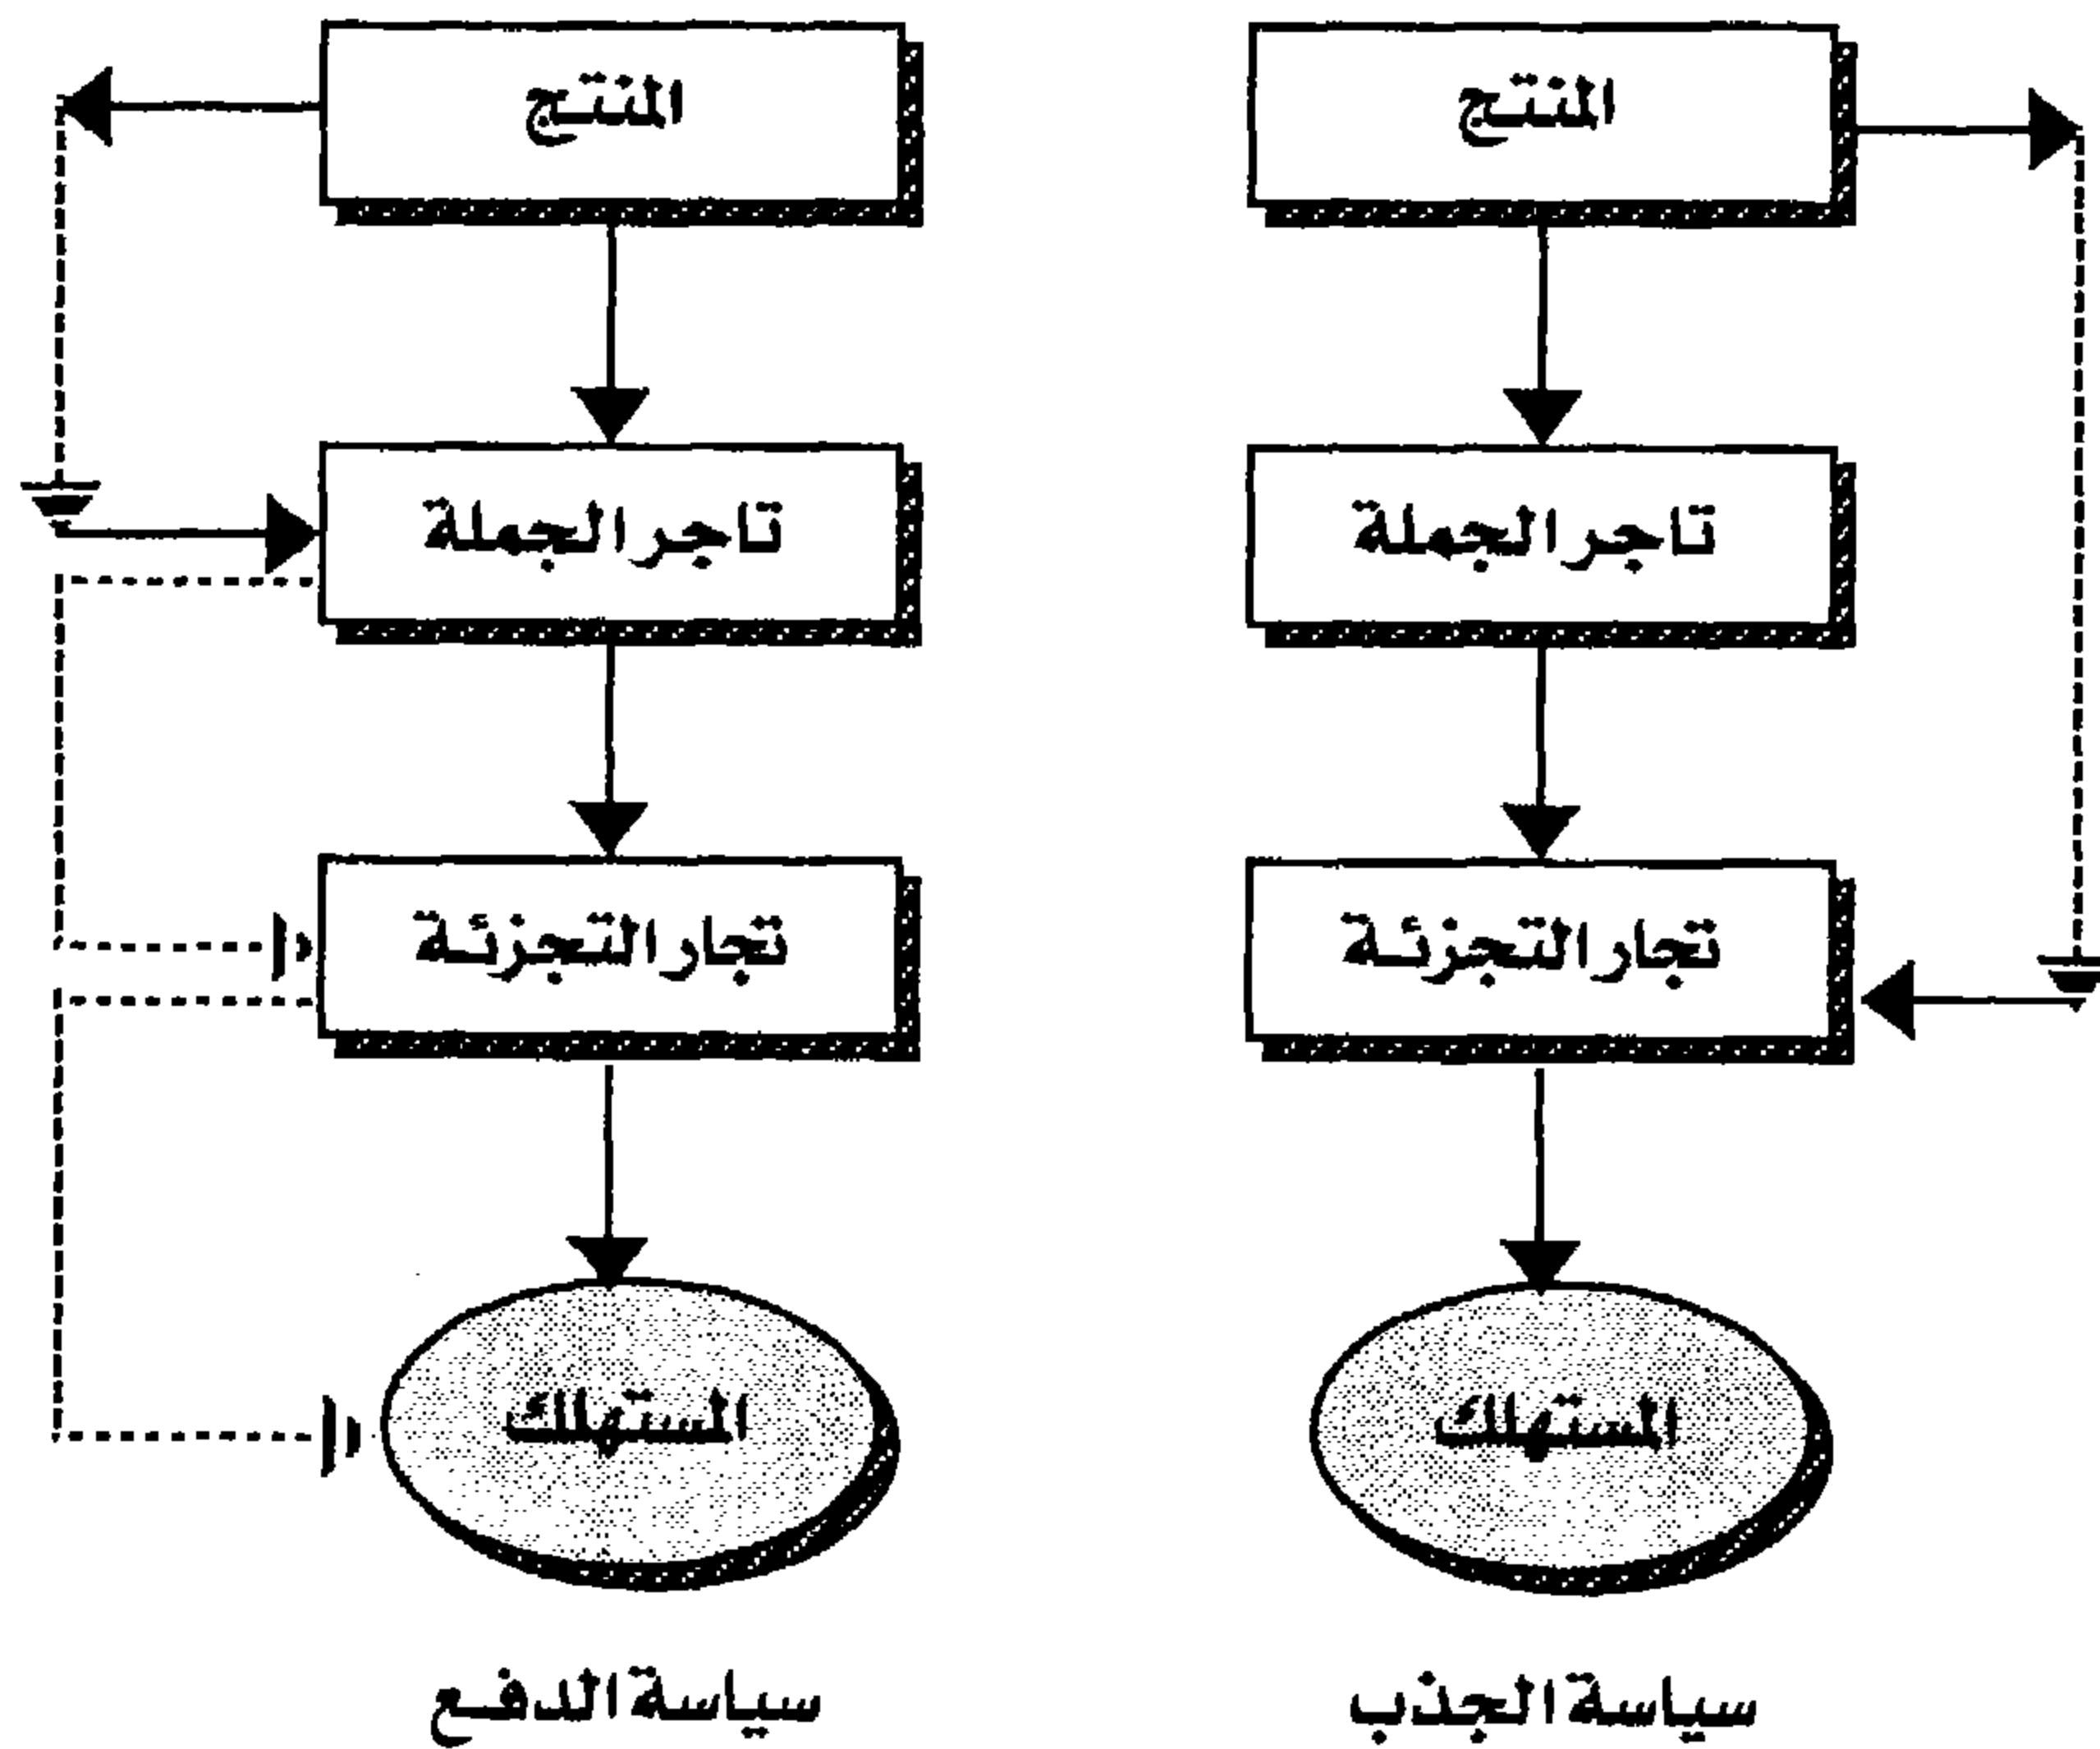 المنتج
تاجر الجملة
تجار التجزئة
المستهلك
سياسة الجذب
المنتج
تاجر الجملة
تجار التجزئة
المستهلك
سياسة الدفع